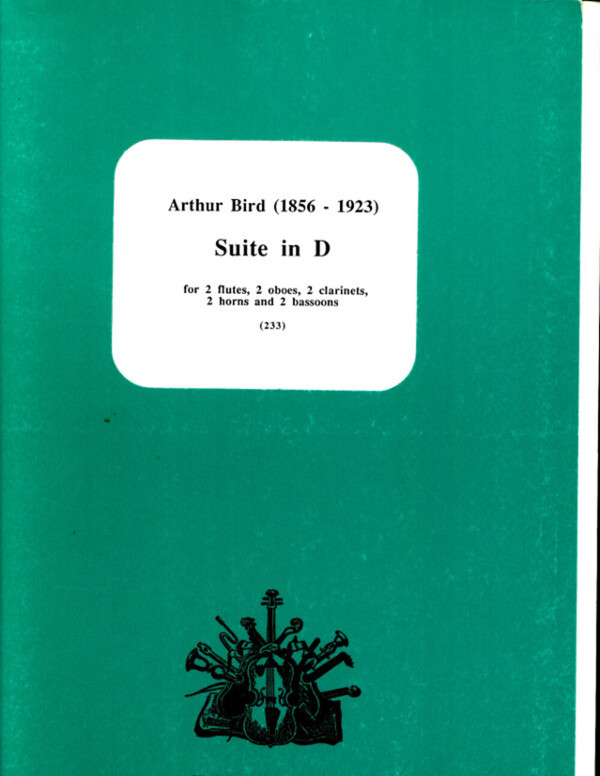 Arthur Bird (1856 - 1923)
Suite in D
for 2 flutes, 2 oboes, 2 clarinets,
2 horns and 2 bassoons
(233)